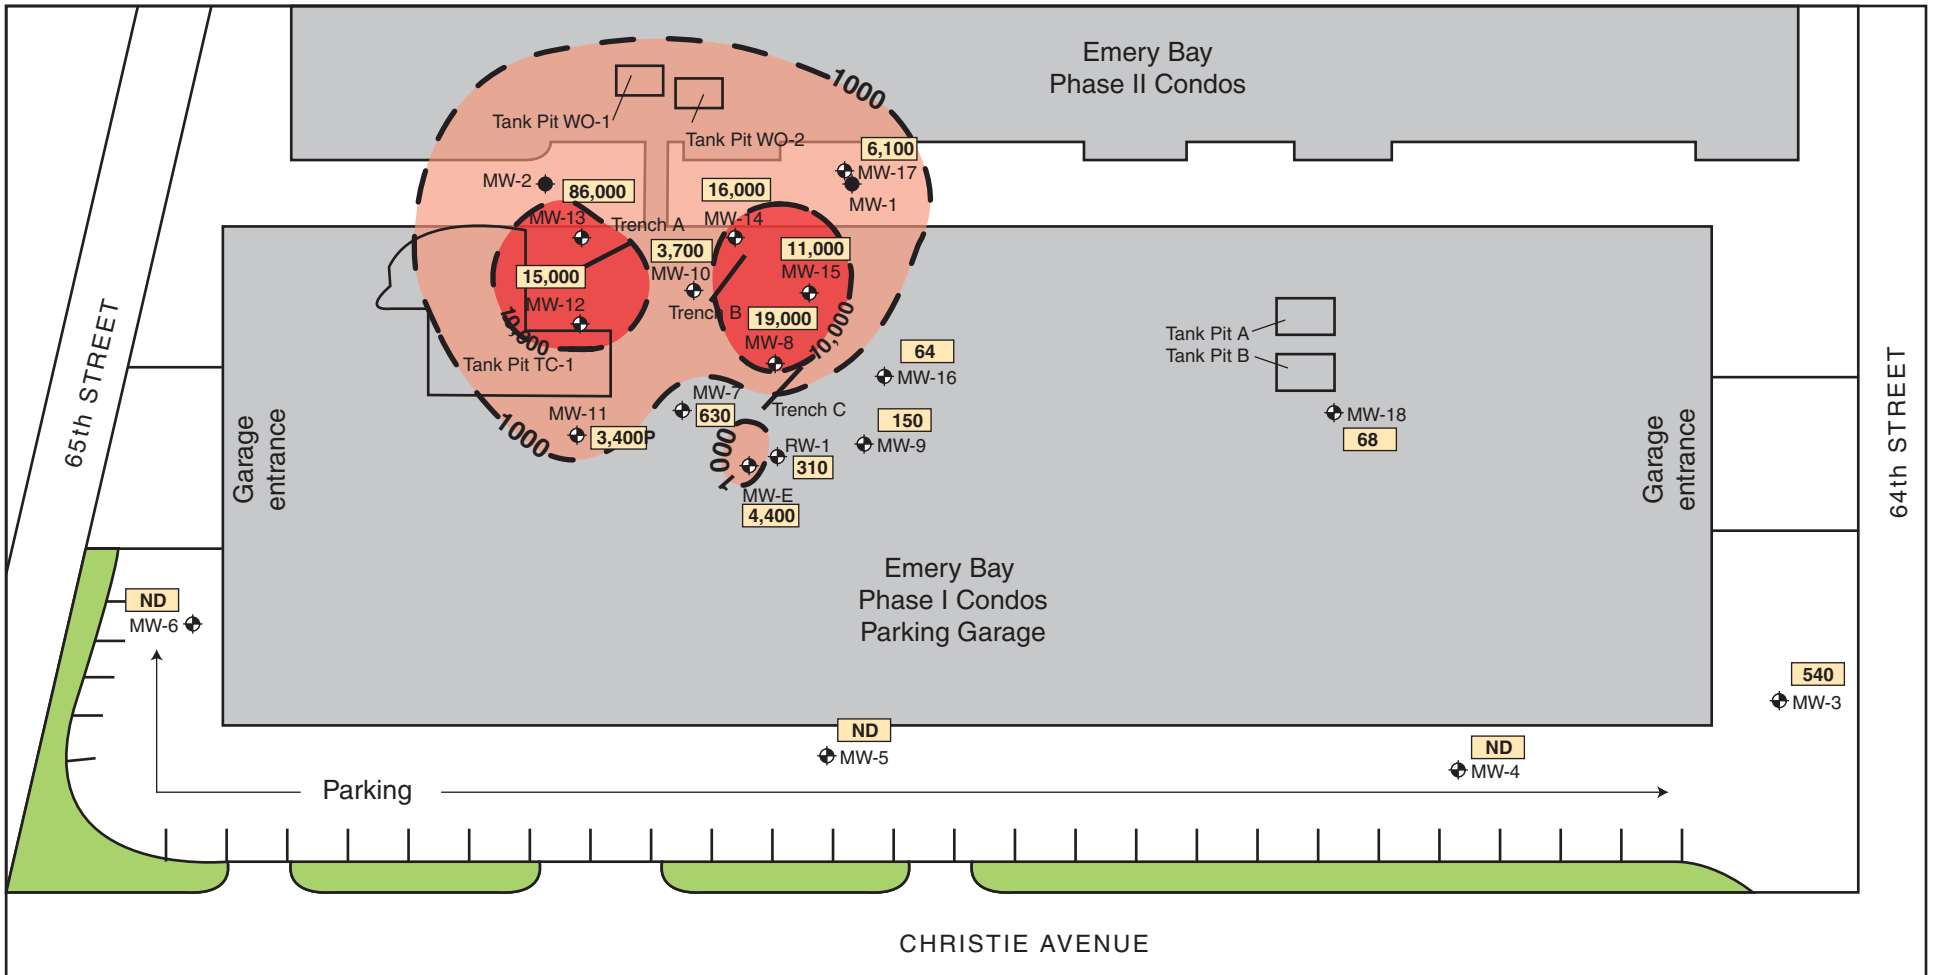 Emery Bay
Phase II Condos
1000
Tank Pit WO-1
Tank Pit WO-2
6,100
MW-17
MW-2
86,000
16,000
MW-1
MW-13
Trench A
MW-14
3,700
11,000
MW-10
MW-15
15,000
MW-12
Trench B
19,000
10,000
10,000
MW-8
Tank Pit TC-1
64
MW-16
Tank Pit A
Tank Pit B
65th STREET
64th STREET
MW-7
630
Trench C
MW-11
3,400P
1000
1000
150
MW-9
RW-1
310
MW-E
4,400
MW-18
68
Garage
entrance
Garage
entrance
Emery Bay
Phase I Condos
Parking Garage
ND
MW-6
540
MW-3
ND
MW-5
ND
MW-4
Parking
CHRISTIE AVENUE